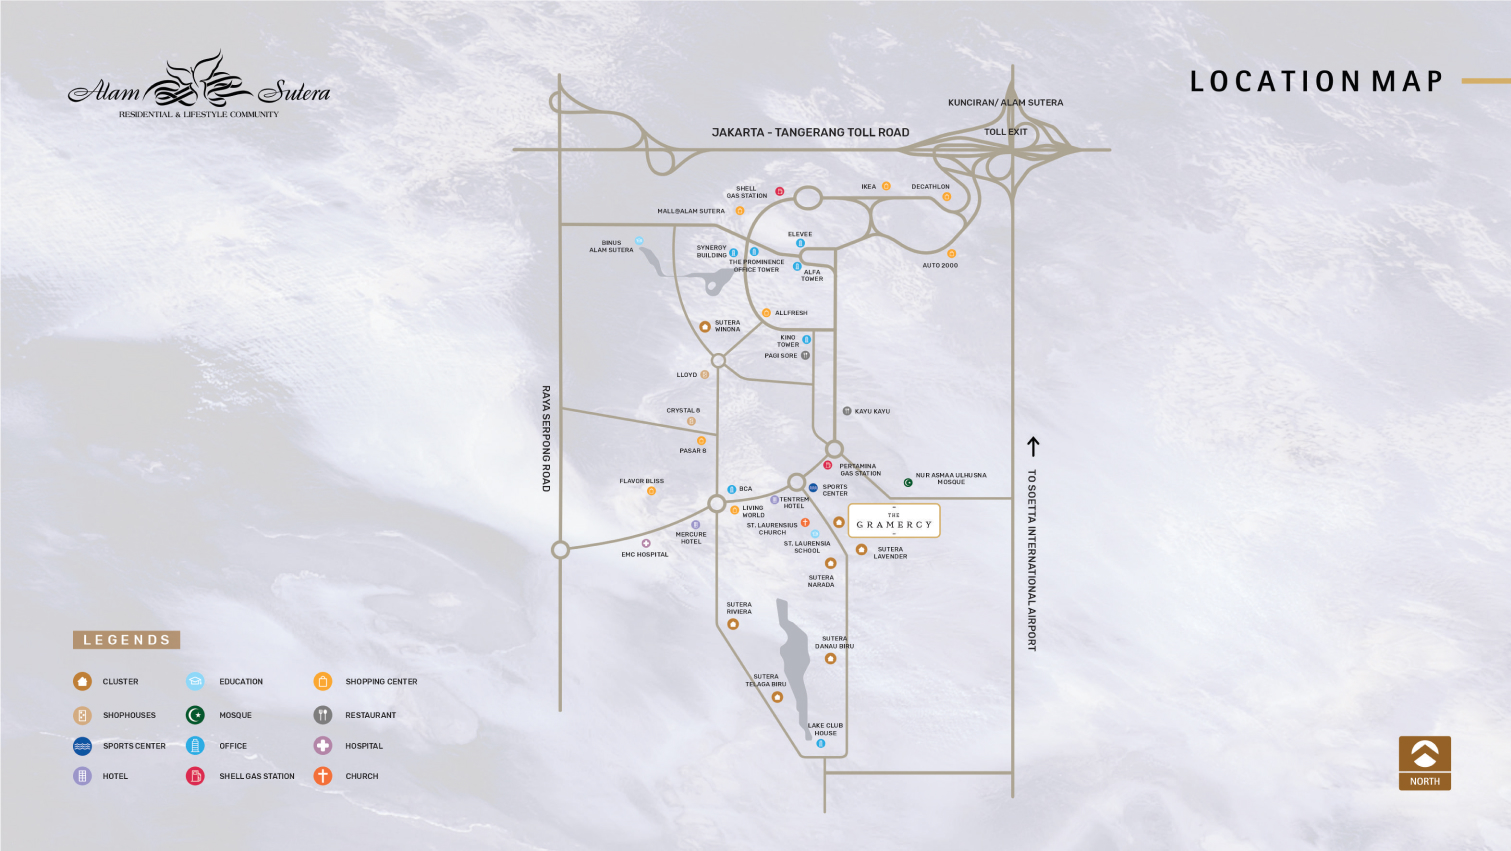 Alam Sutera
RESIDENTIAL & LIFESTYLE COMMUNITY
LOCATION MAP
KUNCIRAN/ ALAM SUTERA
TOLL EXIT
JAKARTA - TANGERANG TOLL ROAD
SHELL
GAS STATION
IKEA
DECATHLON
MALL@ALAM SUTERA
BINUS
ALAM SUTERA
SYNERGY
BUILDING
ELEVEE
THE PROMINENCE
OFFICE TOWER
ALFA
TOWER
AUTO 2000
ALLFRESH
SUTERA
WINONA
KINO
TOWER
PAGI SORE
LLOYD
RAYA SERPONG ROAD
CRYSTAL 8
KAYU KAYU
PASAR 8
PERTAMINA
GAS STATION
NUR ASMAA ULHUSNA
MOSQUE
TO SOETTA INTERNATIONAL AIRPORT
FLAVOR BLISS
BCA
SPORTS
CENTER
TENTREM
HOTEL
LIVING
WORLD
THE
GRAMERCY
ST. LAURENSIUS
CHURCH
MERCURE
HOTEL
EMC HOSPITAL
ST. LAURENSIA
SCHOOL
SUTERA
LAVENDER
SUTERA
NARADA
SUTERA
RIVIERA
SUTERA
DANAU BIRU
SUTERA
TELAGA BIRU
LAKE CLUB
HOUSE
LEGENDS
CLUSTER
EDUCATION
SHOPPING CENTER
SHOPHOUSES
MOSQUE
RESTAURANT
SPORTS CENTER
OFFICE
HOSPITAL
HOTEL
SHELL GAS STATION
CHURCH
NORTH